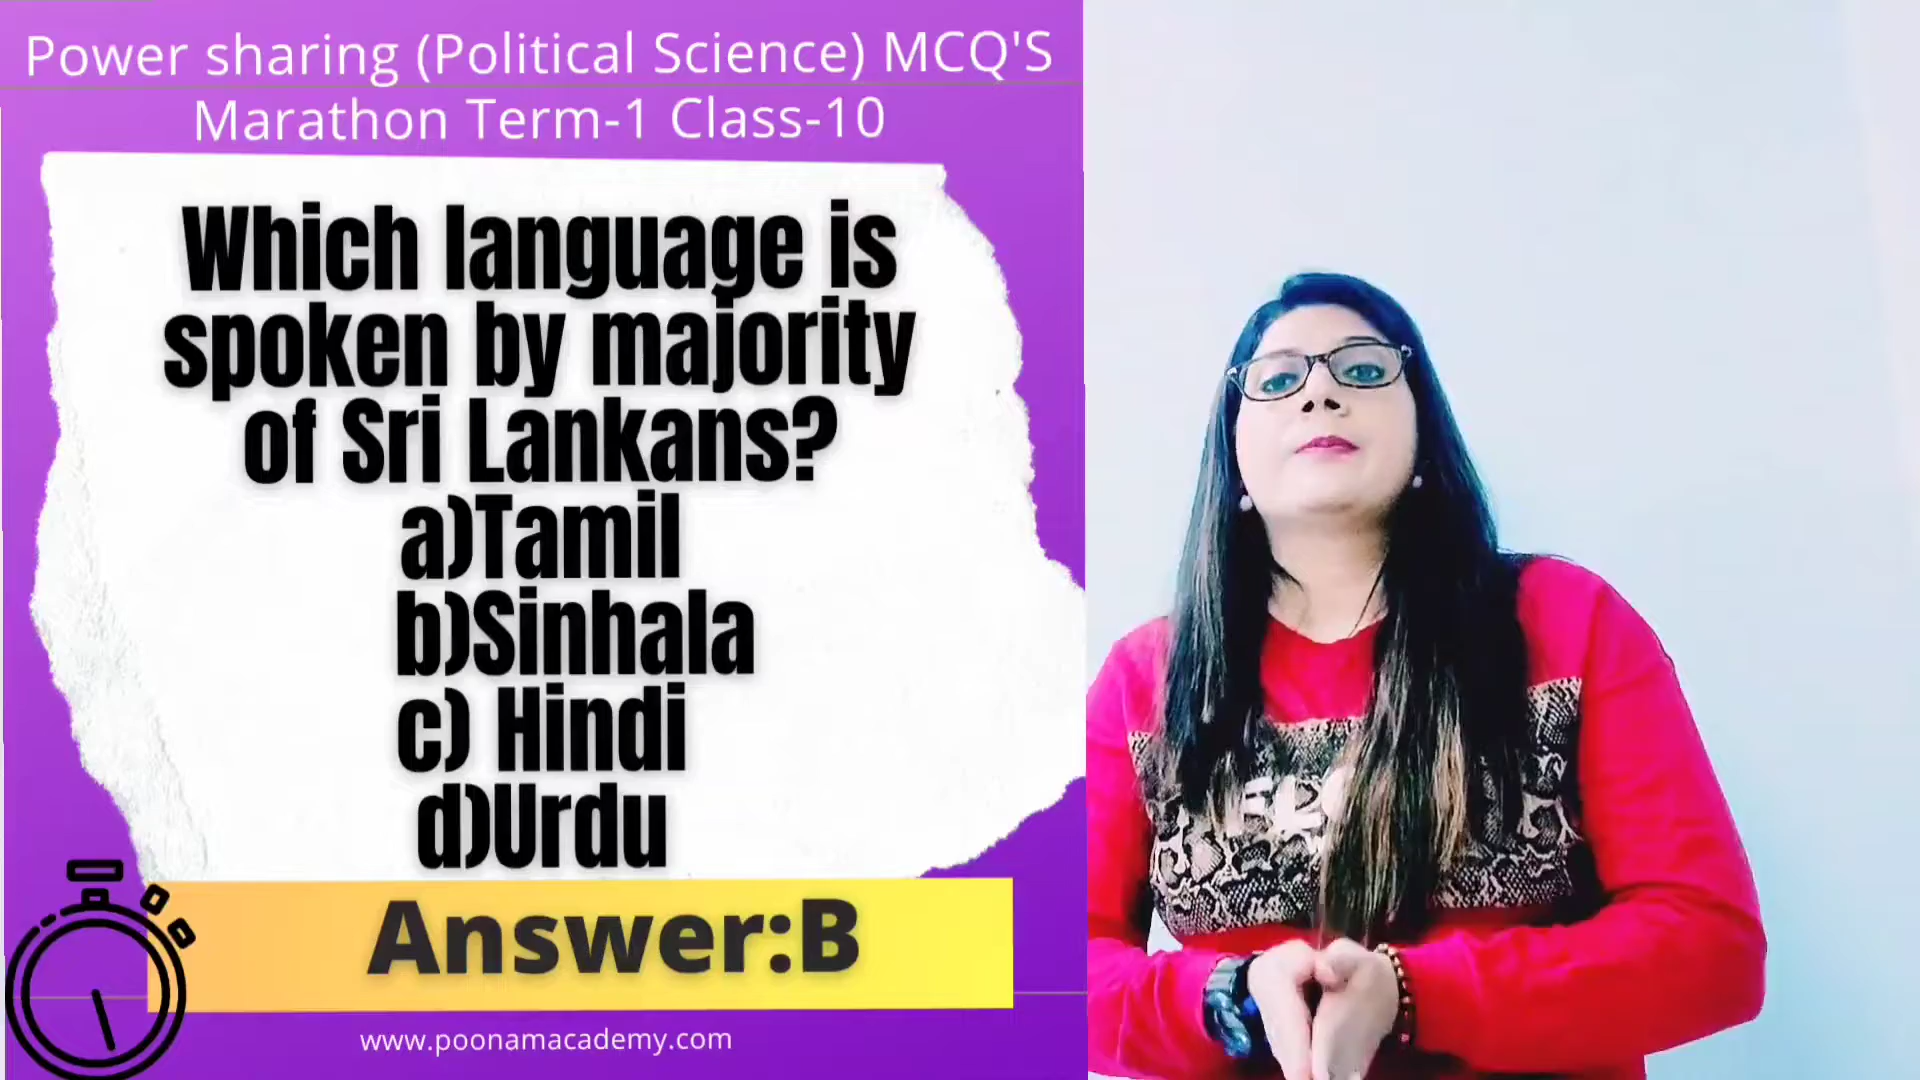 Power sharing (Political Science) MCQ'S
Marathon Term-1 Class-10
Which language is
spoken by majority
of Sri Lankans?
a)Tamil
b)Sinhala
c) Hindi
d)Urdu
Answer:B
www.poonamacademy.com